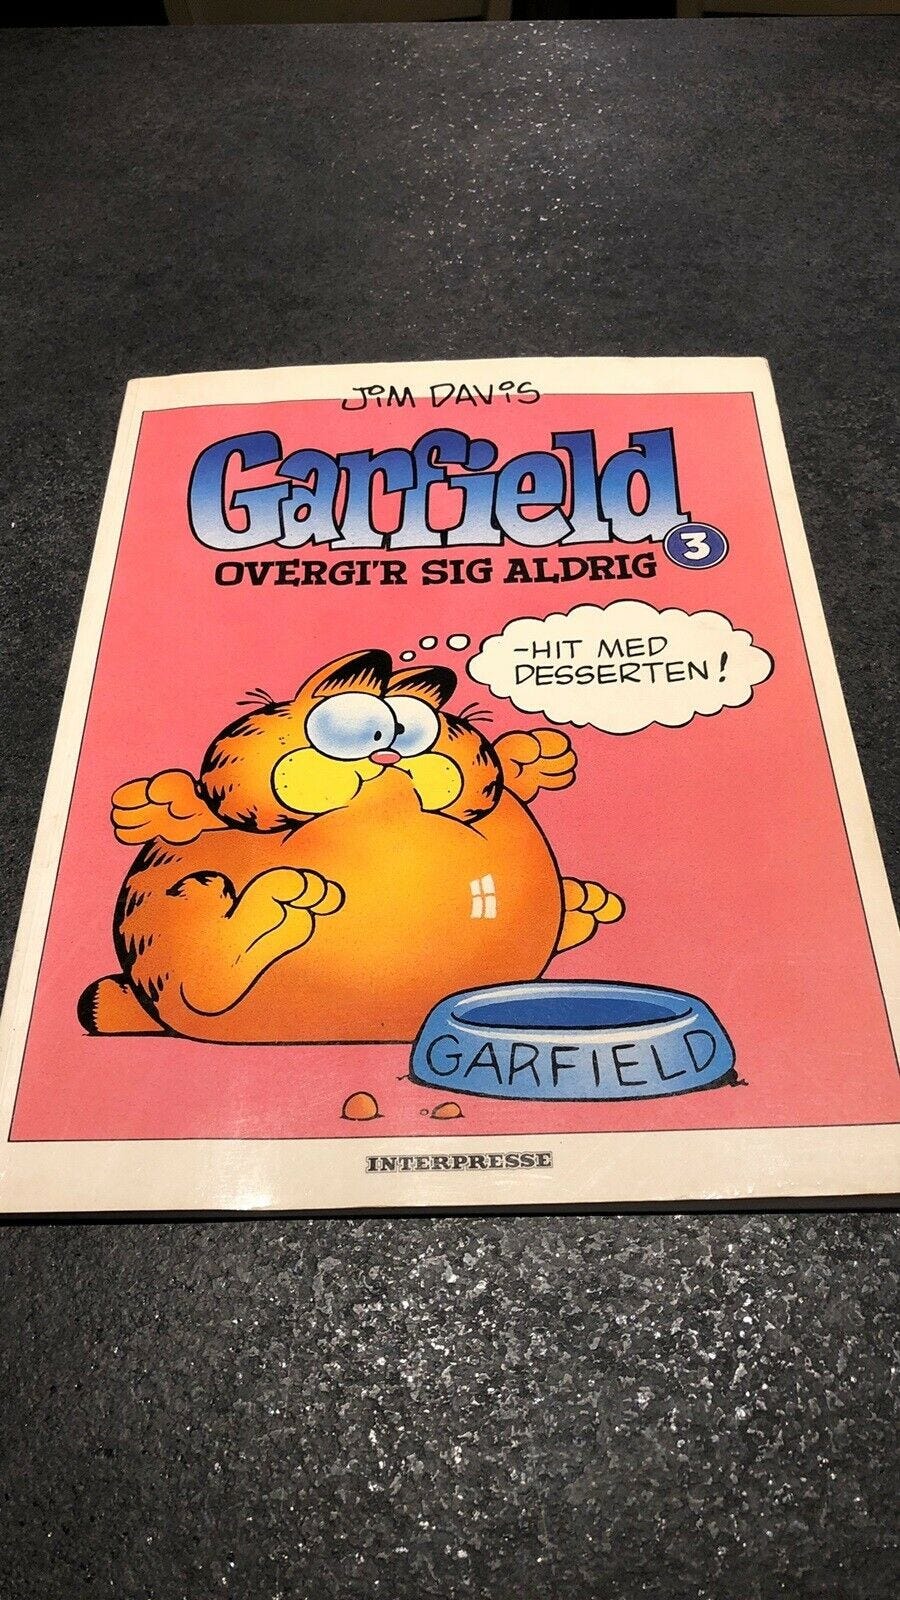 JIM DAVIS
Garfield
3
OVERGI'R SIG ALDRIG
-HIT MED
DESSERTEN!
GARFIELD
INTERPRESSE